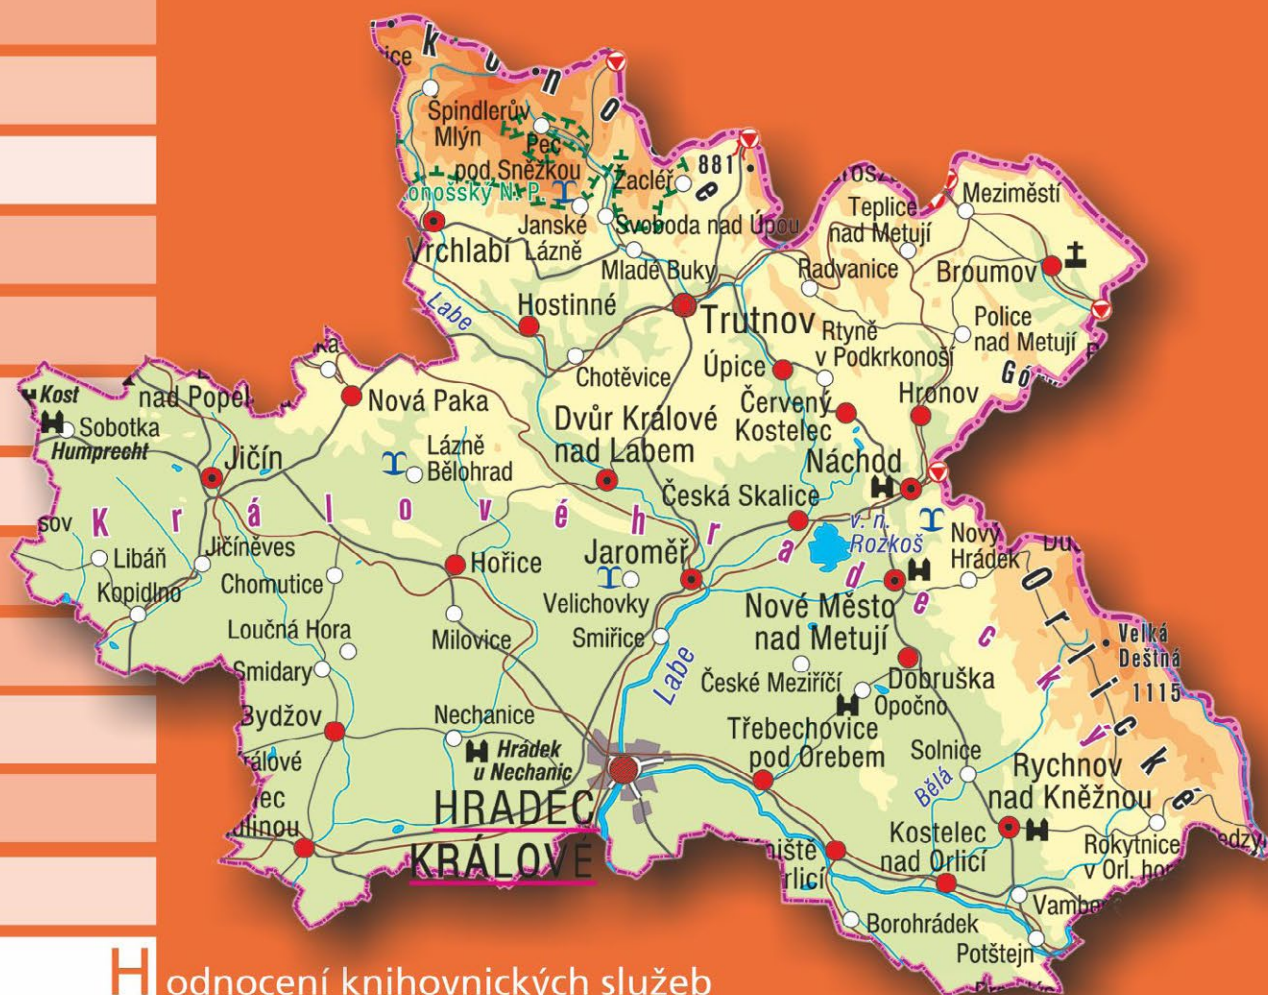 Špindlerův
Mlýn
Pec
pod Sněžkou
Žacléř
881
Janské
Lázně
Svoboda nad Úpou
Mladé Buky
Vrchlabí
Labe
Hostinné
Trutnov
Chotěvice
Teplice
nad Metují
Meziměstí
Radvanice
Broumov
Rtyně
v Podkrkonoší
Police
nad Metují
Úpice
Červený
Kostelec
Hronov
Kost
Sobotka
Humprecht
nad Popel
Nová Paka
Jičín
Lázně
Bělohrad
Dvůr Králové
nad Labem
Náchod
Česká Skalice
Královéhradecký
v. n.
Rozkoš
Libáň
Jičíněves
Kopidlno
Chomutice
Hořice
Jaroměř
Velichovky
Nový
Hrádek
Nové Město
nad Metují
Loučná Hora
Smidary
Milovice
Smiřice
Labe
České Meziříčí
Dobruška
Opočno
Orlické
Velká
Deštná
1115
Bydžov
Nechanice
Hrádek
u Nechanic
Třebechovice
pod Orebem
Solnice
Bělá
Rychnov
nad Kněžnou
HRADEC
KRÁLOVÉ
Kostelec
nad Orlicí
Rokytnice
v Orl. hor
Borohrádek
Potštejn
Hodnocení knihovnických služeb